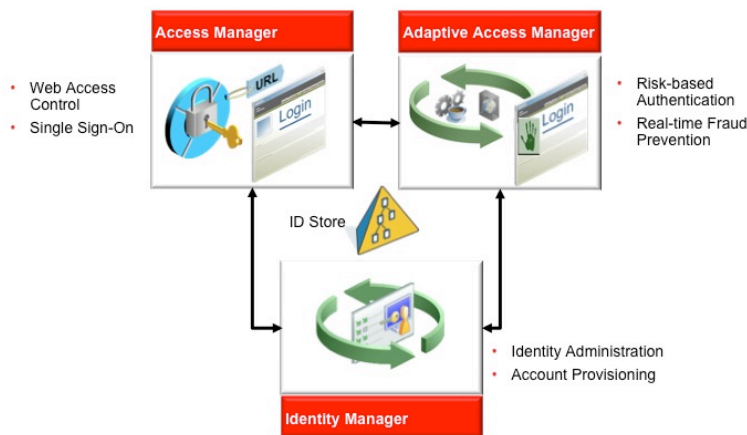 Access Manager
Adaptive Access Manager
• Web Access
Control
• Single Sign-On
URL
Login
Login
• Risk-based
Authentication
• Real-time Fraud
Prevention
ID Store
• Identity Administration
• Account Provisioning
Identity Manager